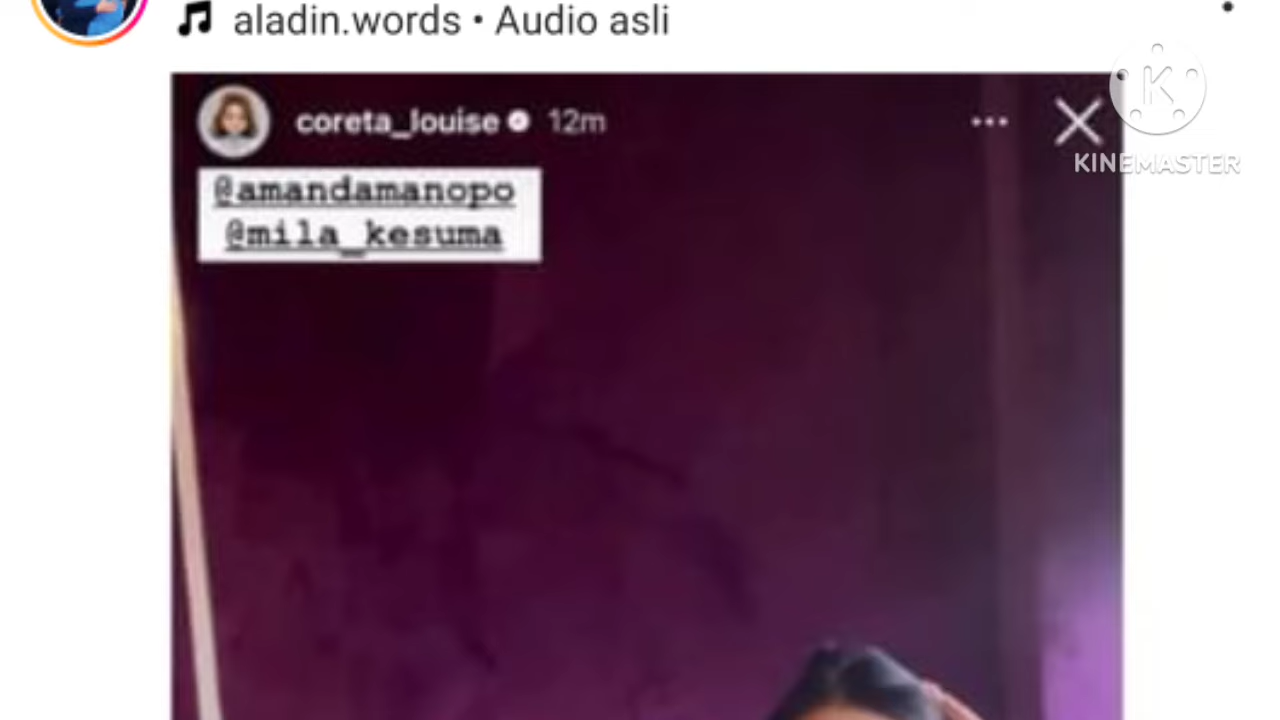 aladin.words • Audio asli
coreta_louise 12m
@amandamanopo
@mila_kesuma
KINEMASTER